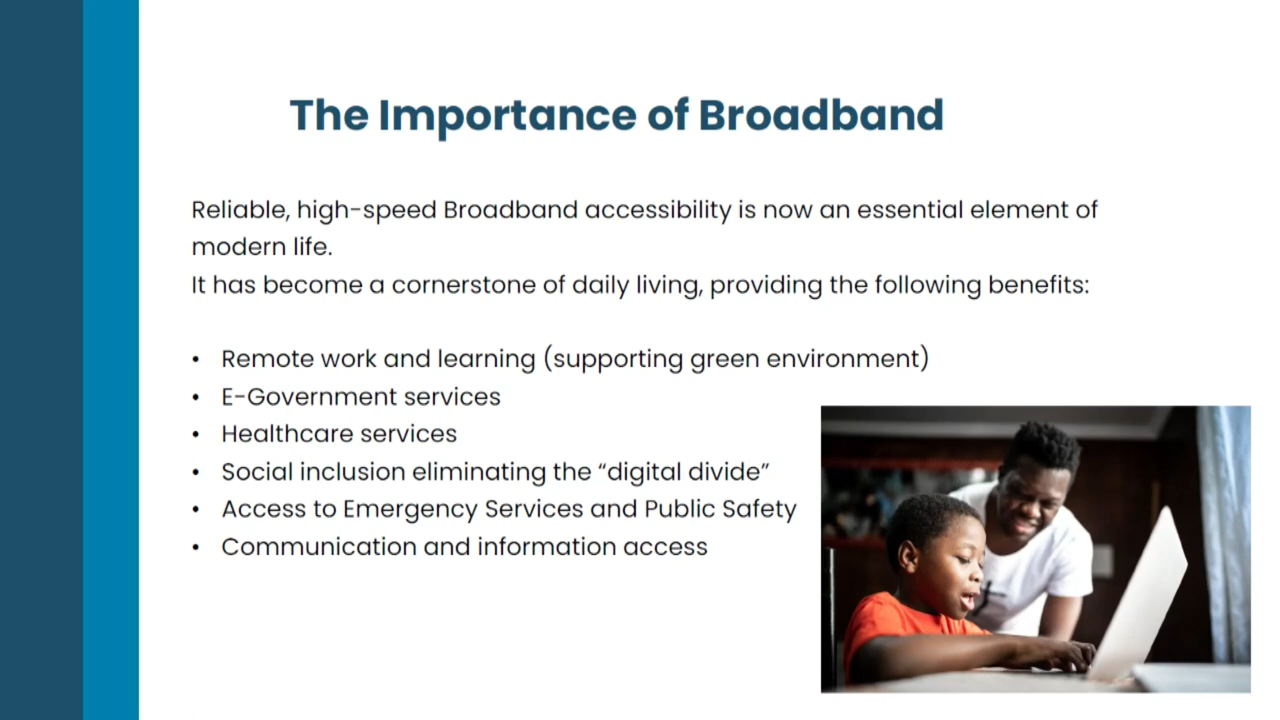 The Importance of Broadband
Reliable, high-speed Broadband accessibility is now an essential element of
modern life.
It has become a cornerstone of daily living, providing the following benefits:
• Remote work and learning (supporting green environment)
• E-Government services
• Healthcare services
• Social inclusion eliminating the “digital divide”
• Access to Emergency Services and Public Safety
• Communication and information access